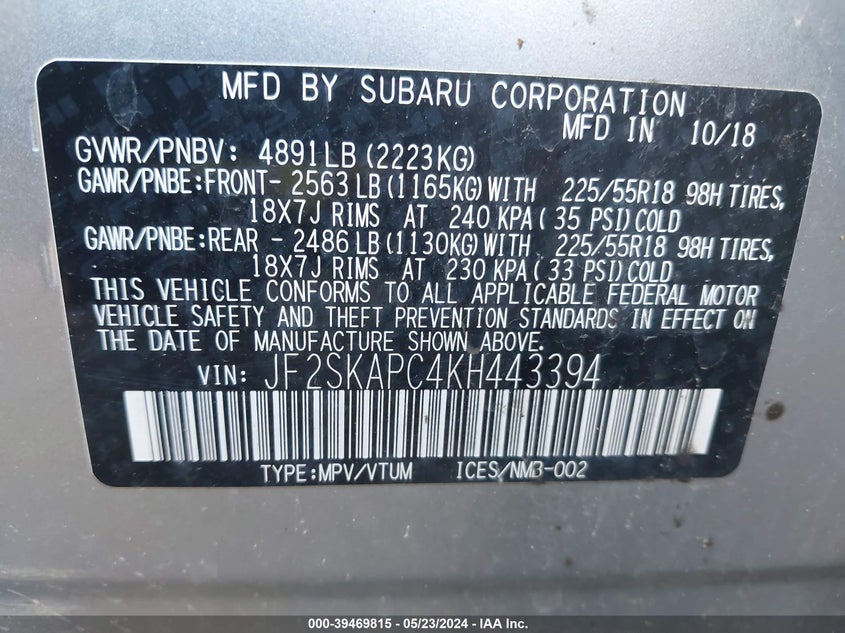 MFD BY SUBARU CORPORATION
MFD IN 10/18
GVWR/PNBV: 4891LB(2223KG)
GAWR/PNBE:FRONT- 2563LB(1165KG)WITH 225/55R18 98H TIRES,
18X7J RIMS AT 240 KPA( 35 PSI)COLD
GAWR/PNBE:REAR - 2486LB(1130KG)WITH 225/55R18 98H TIRES,
18X7J RIMS AT 230 KPA( 33 PSI)COLD
THIS VEHICLE CONFORMS TO ALL APPLICABLE FEDERAL MOTOR
VEHICLE SAFETY AND THEFT PREVENTION STANDARDS IN EFFECT ON
THE DATE OF MANUFACTURE SHOWN ABOVE.
VIN: JF2SKAPC4KH443394
TYPE:MPV/VTUM ICES/NMB-002
000-39469815 - 05/23/2024 - IAA Inc.